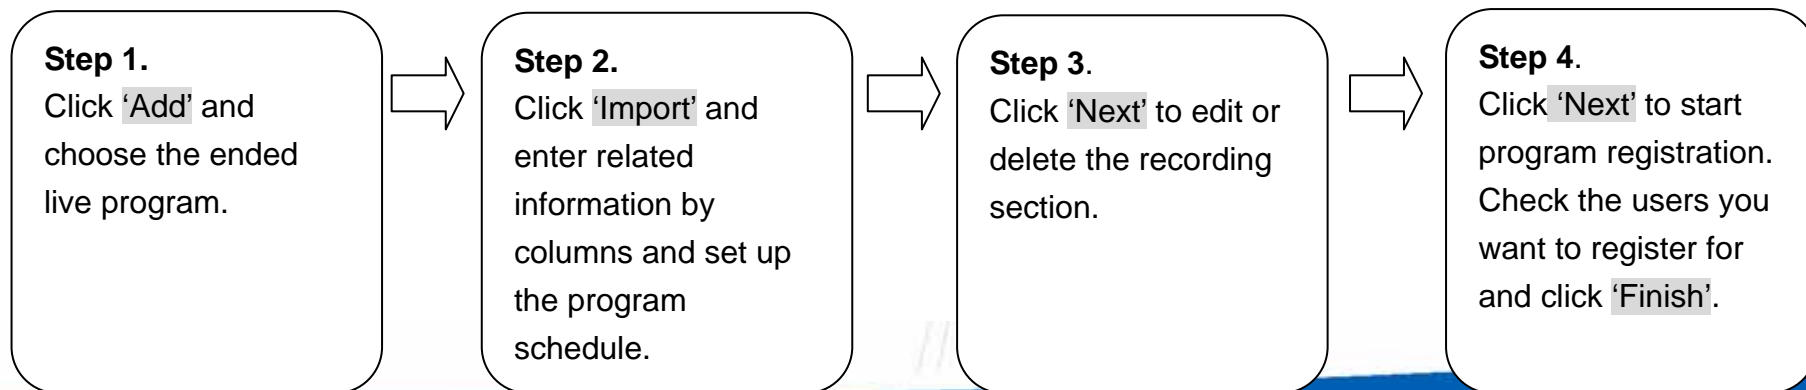 Step 1.
Click ‘Add’ and
choose the ended
live program.
Step 2.
Click ‘Import’ and
enter related
information by
columns and set up
the program
schedule.
Step 3.
Click ‘Next’ to edit or
delete the recording
section.
Step 4.
Click ‘Next’ to start
program registration.
Check the users you
want to register for
and click ‘Finish’.